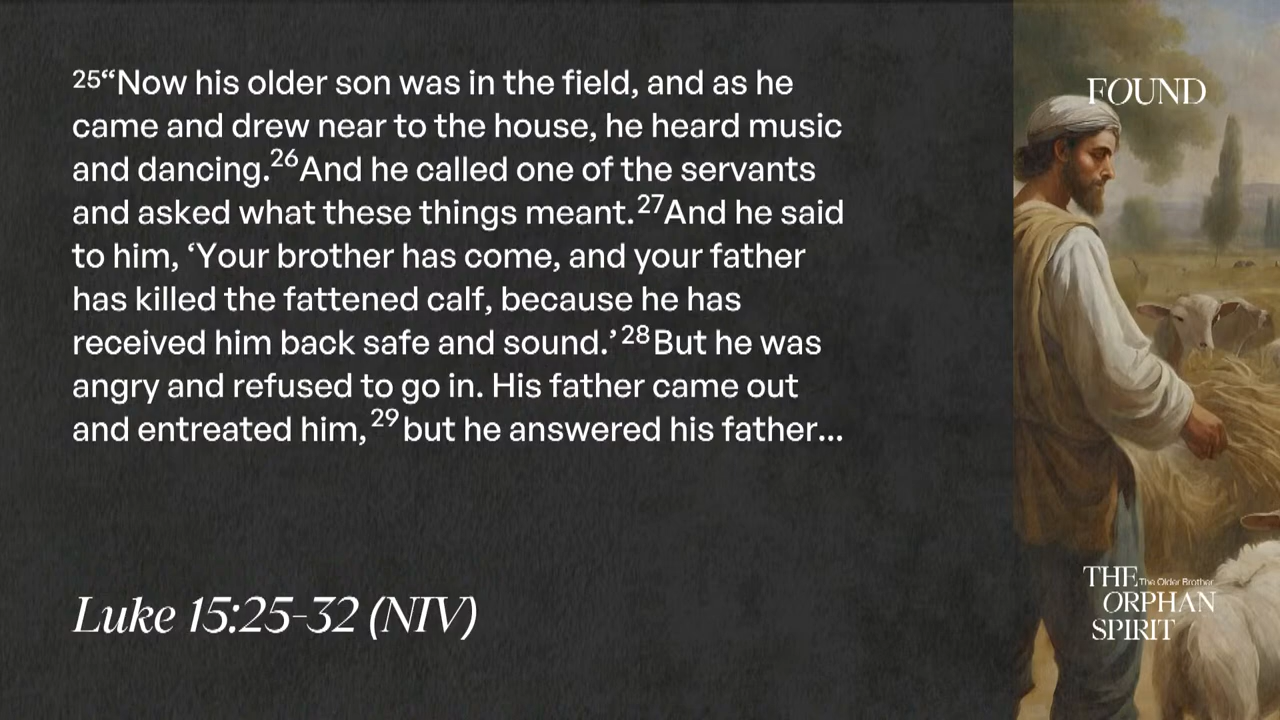 25“Now his older son was in the field, and as he
came and drew near to the house, he heard music
and dancing.26And he called one of the servants
and asked what these things meant.27And he said
to him, ‘Your brother has come, and your father
has killed the fattened calf, because he has
received him back safe and sound.’28But he was
angry and refused to go in. His father came out
and entreated him,29but he answered his father...
Luke 15:25-32 (NIV)
FOUND
THE The Older Brother
ORPHAN
SPIRIT